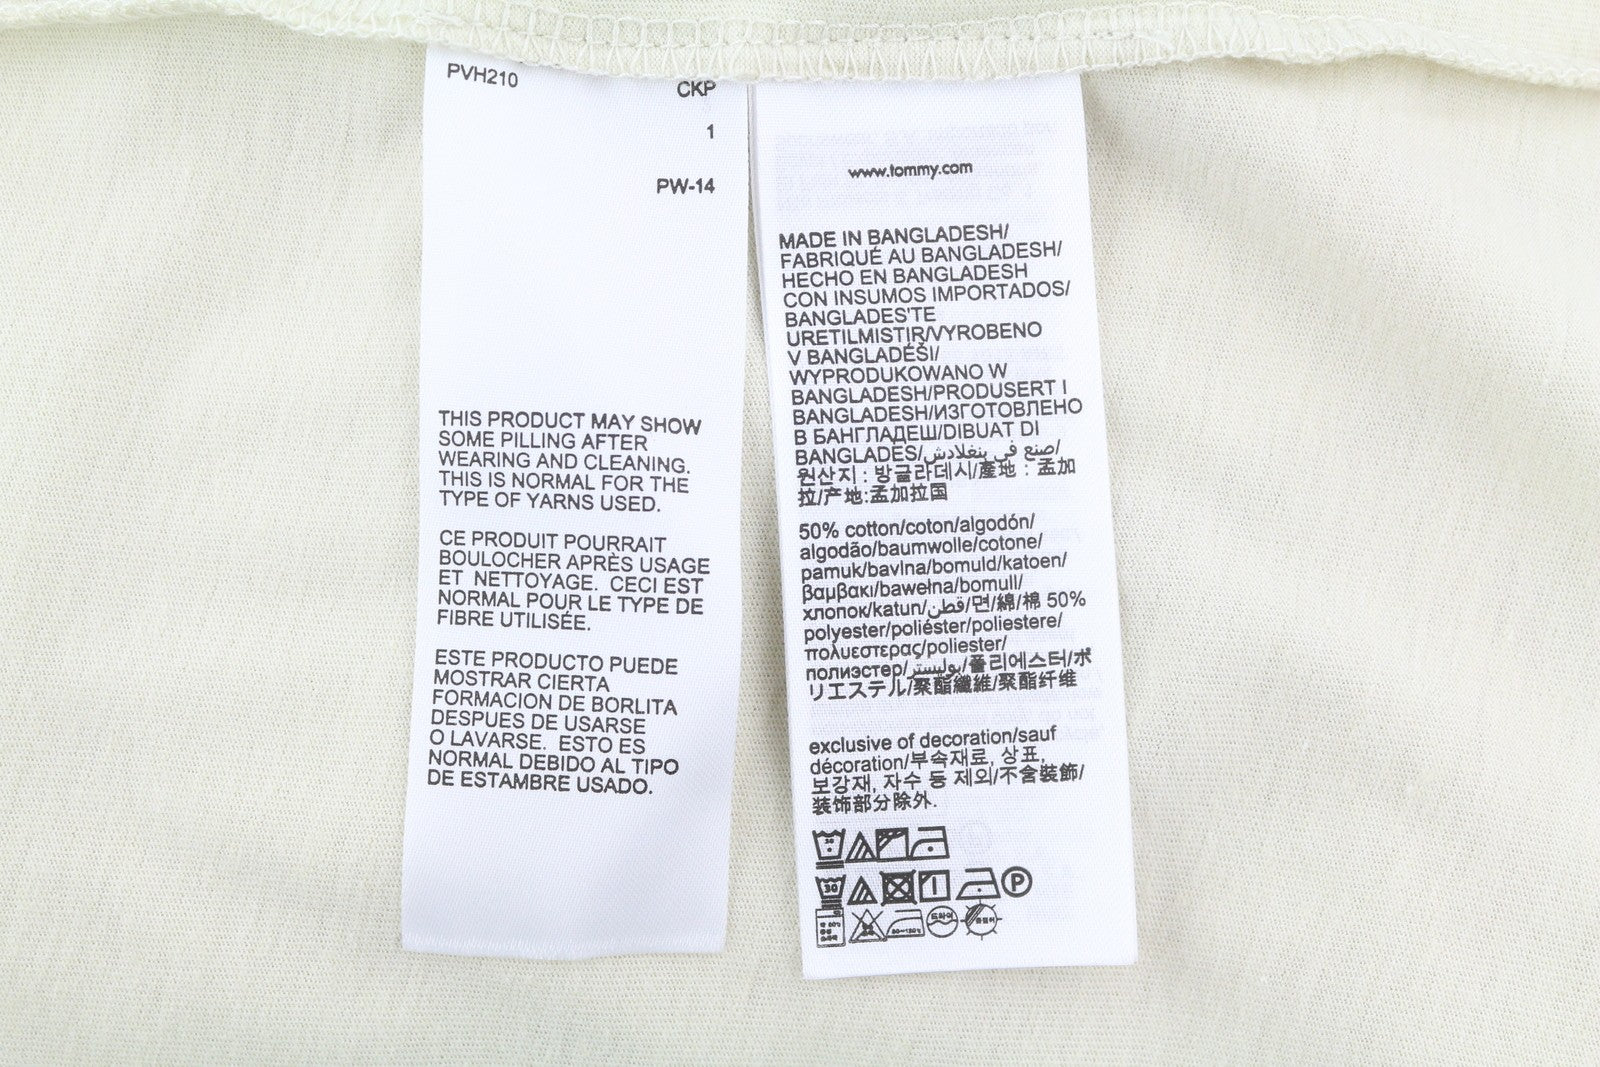 PVH210
CKP
1
PW-14
THIS PRODUCT MAY SHOW
SOME PILLING AFTER
WEARING AND CLEANING.
THIS IS NORMAL FOR THE
TYPE OF YARNS USED.
CE PRODUIT POURRAIT
BOULOCHER APRÈS USAGE
ET NETTOYAGE. CECI EST
NORMAL POUR LE TYPE DE
FIBRE UTILISÉE.
ESTE PRODUCTO PUEDE
MOSTRAR CIERTA
FORMACION DE BORLITA
DESPUES DE USARSE
O LAVARSE. ESTO ES
NORMAL DEBIDO AL TIPO
DE ESTAMBRE USADO.
www.tommy.com
MADE IN BANGLADESH/
FABRIQUÉ AU BANGLADESH/
HECHO EN BANGLADESH
CON INSUMOS IMPORTADOS/
BANGLADES'TE
URETILMISTIR/VYROBENO
V BANGLADÉŠI/
WYPRODUKOWANO W
BANGLADESH/PRODUSERT I
BANGLADESH/ИЗГОТОВЛЕНО
В БАНГЛАДЕШ/DIBUAT DI
BANGLADES/صنع في بنغلادش/
원산지 : 방글라데시/產地 : 孟加
拉/产地:孟加拉国
50% cotton/coton/algodón/
algodão/baumwolle/cotone/
pamuk/bavlna/bomuld/katoen/
βαμβακι/bawełna/bomull/
хлопок/katun/قطن/면/綿/棉 50%
polyester/poliéster/poliestere/
πολυεστερας/poliester/
полиэстер/بوليستر/폴리에스터/ポ
リエステル/聚酯纖維/聚酯纤维
exclusive of decoration/sauf
décoration/부속재료, 상표,
보강재, 자수 등 제외/不含裝飾/
装饰部分除外.
30
30
P
드라이